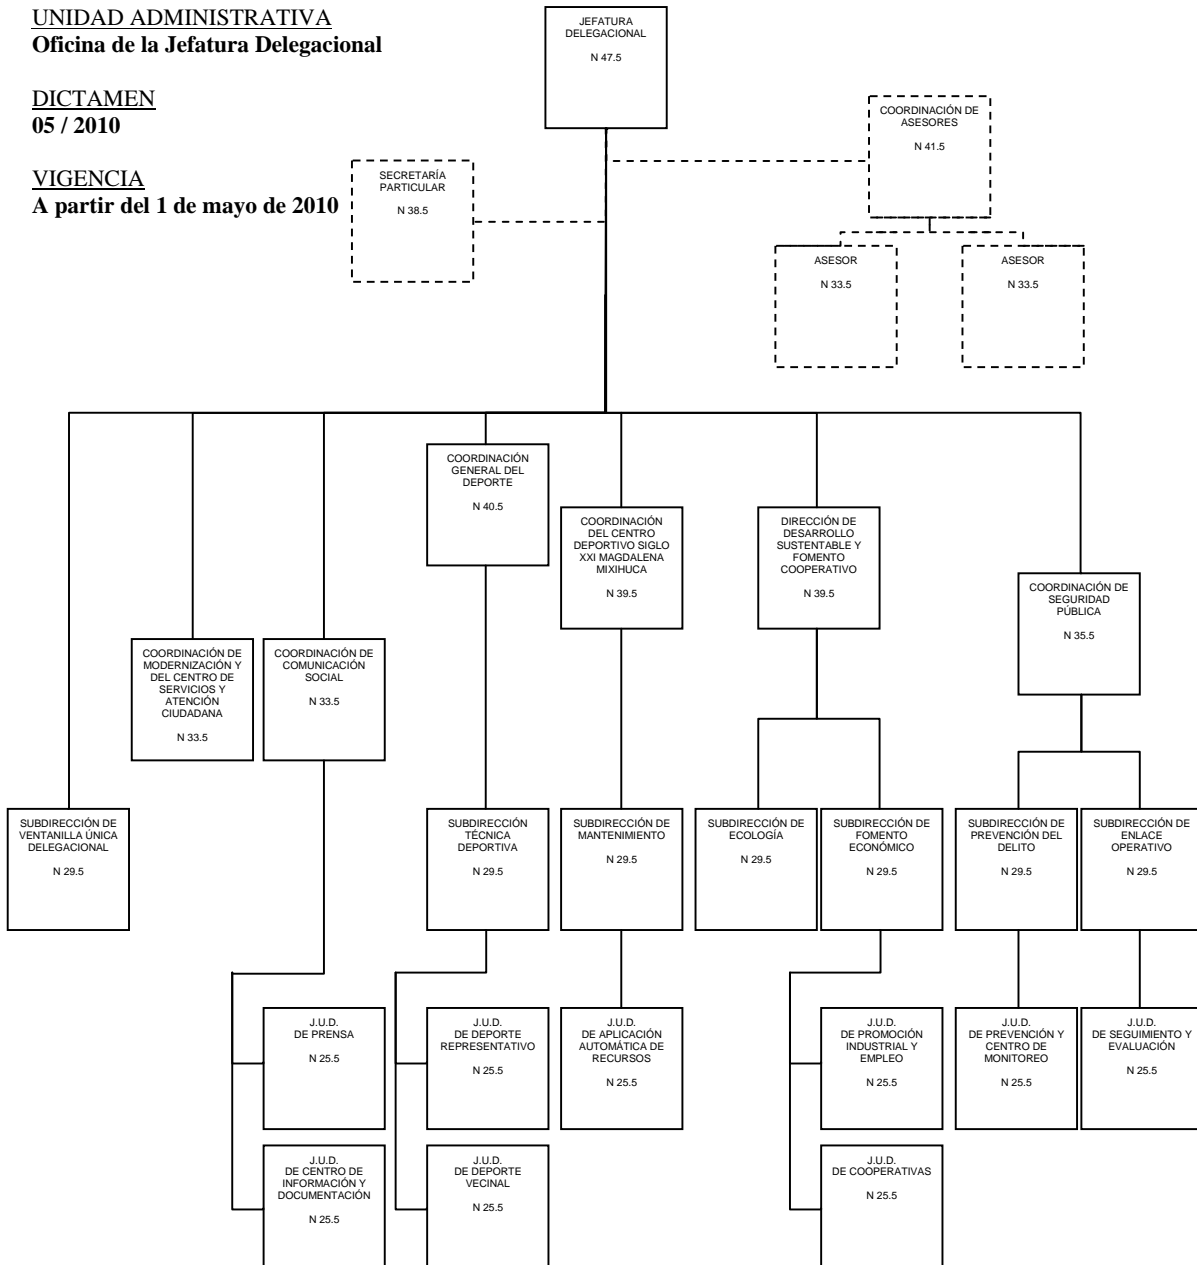 UNIDAD ADMINISTRATIVA
Oficina de la Jefatura Delegacional
DICTAMEN
05 / 2010
VIGENCIA
A partir del 1 de mayo de 2010
JEFATURA
DELEGACIONAL
N 47.5
COORDINACIÓN DE
ASESORES
N 41.5
SECRETARÍA
PARTICULAR
N 38.5
ASESOR
N 33.5
ASESOR
N 33.5
COORDINACIÓN
GENERAL DEL
DEPORTE
N 40.5
COORDINACIÓN
DEL CENTRO
DEPORTIVO SIGLO
XXI MAGDALENA
MIXIHUCA
N 39.5
DIRECCIÓN DE
DESARROLLO
SUSTENTABLE Y
FOMENTO
COOPERATIVO
N 39.5
COORDINACIÓN DE
SEGURIDAD
PÚBLICA
N 35.5
COORDINACIÓN DE
MODERNIZACIÓN Y
DEL CENTRO DE
SERVICIOS Y
ATENCIÓN
CIUDADANA
N 33.5
COORDINACIÓN DE
COMUNICACIÓN
SOCIAL
N 33.5
SUBDIRECCIÓN DE
VENTANILLA ÚNICA
DELEGACIONAL
N 29.5
SUBDIRECCIÓN
TÉCNICA
DEPORTIVA
N 29.5
SUBDIRECCIÓN DE
MANTENIMIENTO
N 29.5
SUBDIRECCIÓN DE
ECOLOGÍA
N 29.5
SUBDIRECCIÓN DE
FOMENTO
ECONÓMICO
N 29.5
SUBDIRECCIÓN DE
PREVENCIÓN DEL
DELITO
N 29.5
SUBDIRECCIÓN DE
ENLACE
OPERATIVO
N 29.5
J.U.D.
DE PRENSA
N 25.5
J.U.D.
DE DEPORTE
REPRESENTATIVO
N 25.5
J.U.D.
DE APLICACIÓN
AUTOMÁTICA DE
RECURSOS
N 25.5
J.U.D.
DE PROMOCIÓN
INDUSTRIAL Y
EMPLEO
N 25.5
J.U.D.
DE PREVENCIÓN Y
CENTRO DE
MONITOREO
N 25.5
J.U.D.
DE SEGUIMIENTO Y
EVALUACIÓN
N 25.5
J.U.D.
DE CENTRO DE
INFORMACIÓN Y
DOCUMENTACIÓN
N 25.5
J.U.D.
DE DEPORTE
VECINAL
N 25.5
J.U.D.
DE COOPERATIVAS
N 25.5